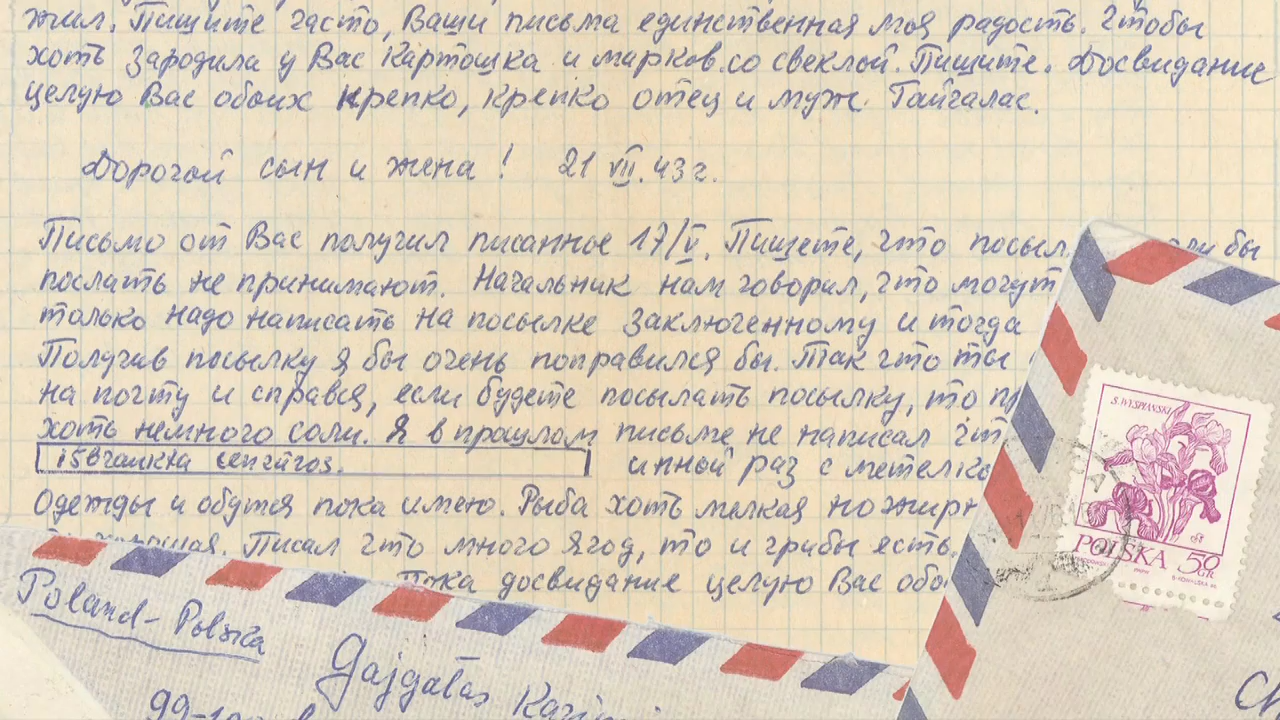 жил. Пишите часто, Ваши письма единственная моя радость. Чтобы
хоть зародила у Вас картошка и марков. со свеклой. Пишите. Досвидание
целую Вас обоих крепко, крепко отец и муж Гайгалас.
Дорогой сын и жена! 21 VII. 43 г.
Письмо от Вас получил писанное 17/V. Пишете, что посыл бы
послать не принимают. Начальник нам говорил, что могут
только надо написать на посылке заключенному и тогда
Получив посылку я бы очень поправился бы. Так что ты
на почту и справся, если будете посылать посылку, то
хоть немного соли. Я в прошлом письме не написал
инной раз с метелко
Одежды и обутся пока имею. Рыба хоть мелкая но жирн
Писал что много ягод, то и грибы есть.
Пока досвидание целую Вас обо
S. WYSPIAŃSKI
POLSKA 50 GR
Poland - Polska
Gajgalas Kazimi